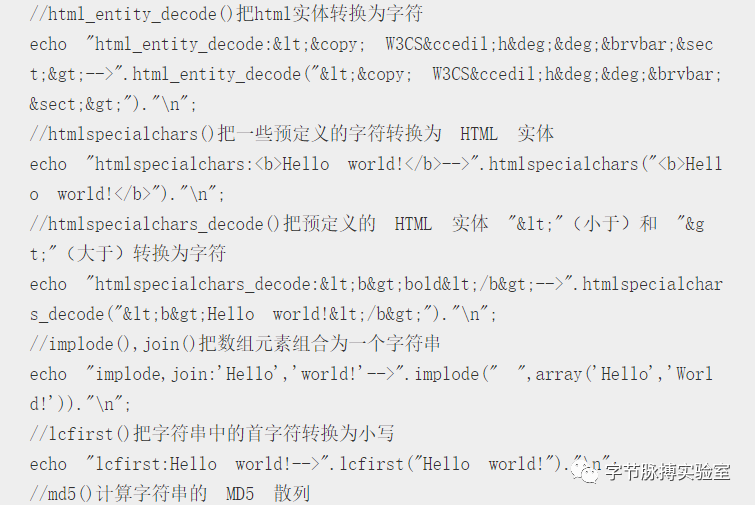 //html_entity_decode()把html实体转换为字符
echo "html_entity_decode:&lt;&copy; W3CS&ccedil;h&deg;&deg;&brvbar;&sec
t;&gt;-->".html_entity_decode("&lt;&copy; W3CS&ccedil;h&deg;&deg;&brvbar;
&sect;&gt;")."\n";
//htmlspecialchars()把一些预定义的字符转换为 HTML 实体
echo "htmlspecialchars:<b>Hello world!</b>-->".htmlspecialchars("<b>Hell
o world!</b>")."\n";
//htmlspecialchars_decode()把预定义的 HTML 实体 "&lt;"（小于）和 "&g
t;"（大于）转换为字符
echo "htmlspecialchars_decode:&lt;b&gt;bold&lt;/b&gt;-->".htmlspecialchar
s_decode("&lt;b&gt;Hello world!&lt;/b&gt;")."\n";
//implode(),join()把数组元素组合为一个字符串
echo "implode,join:'Hello','world!'-->".implode(" ",array('Hello','Worl
d!'))."\n";
//lcfirst()把字符串中的首字符转换为小写
echo "lcfirst:Hello world!-->".lcfirst("Hello world!")."\n";
字节脉搏实验室
//md5()计算字符串的 MD5 散列